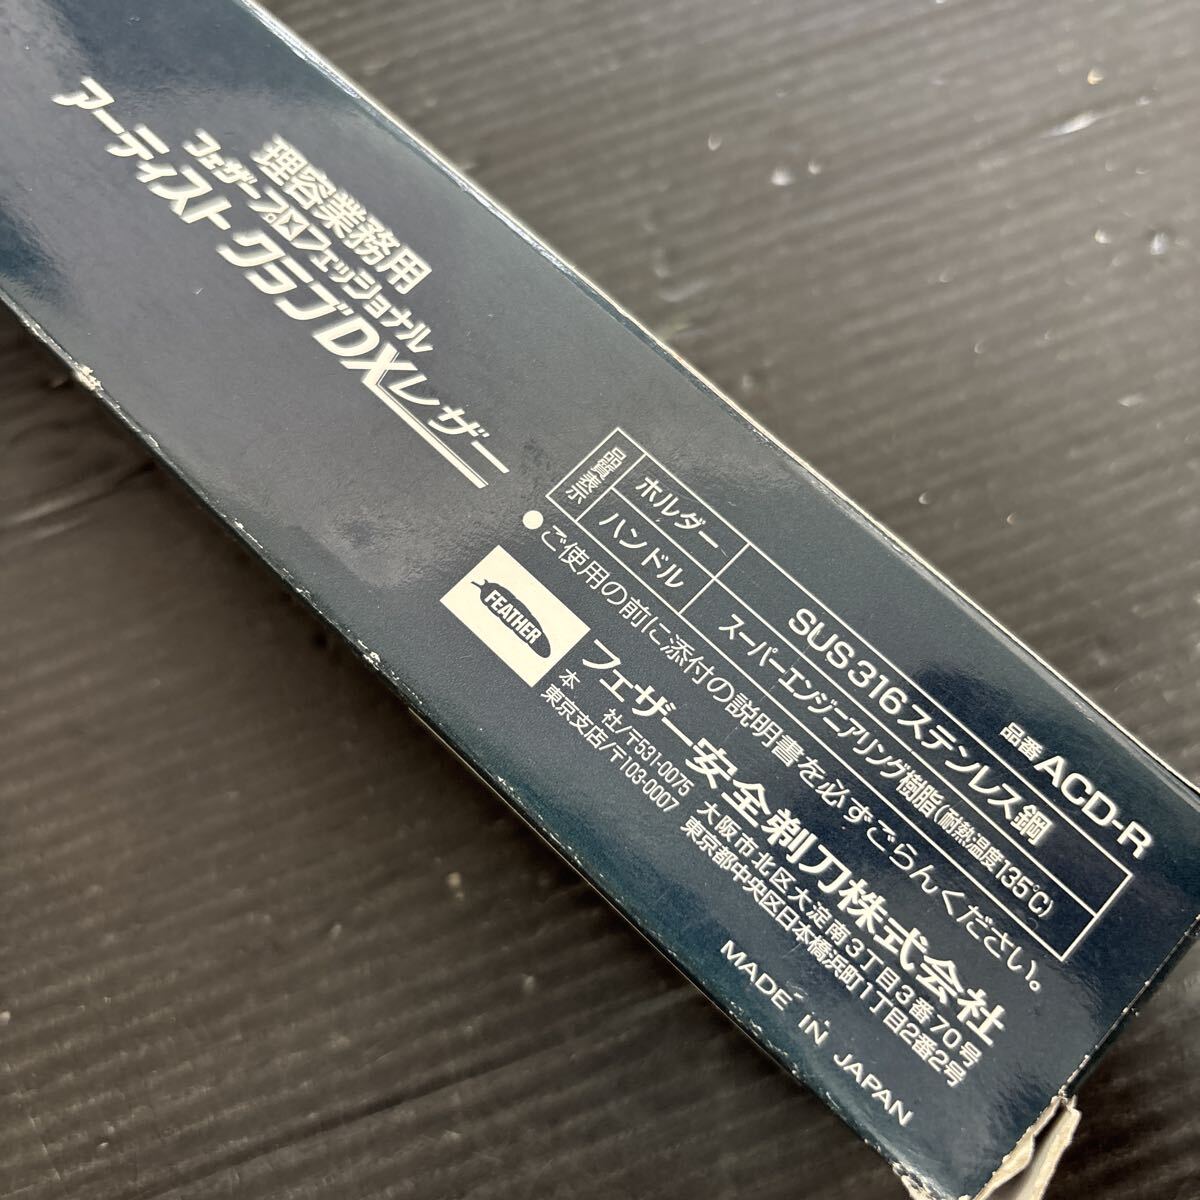 理容業務用
フェザープロフェッショナル
アーティストクラブDXレザー
品番 ACD-R
品質表示
ホルダー SUS316ステンレス鋼
ハンドル スーパーエンジニアリング樹脂(耐熱温度135℃)
●ご使用の前に添付の説明書を必ずごらんください。
FEATHER
フェザー安全剃刀株式会社
本 社/〒531-0075 大阪市北区大淀南3丁目3番70号
東京支店/〒103-0007 東京都中央区日本橋浜町1丁目2番2号
MADE IN JAPAN